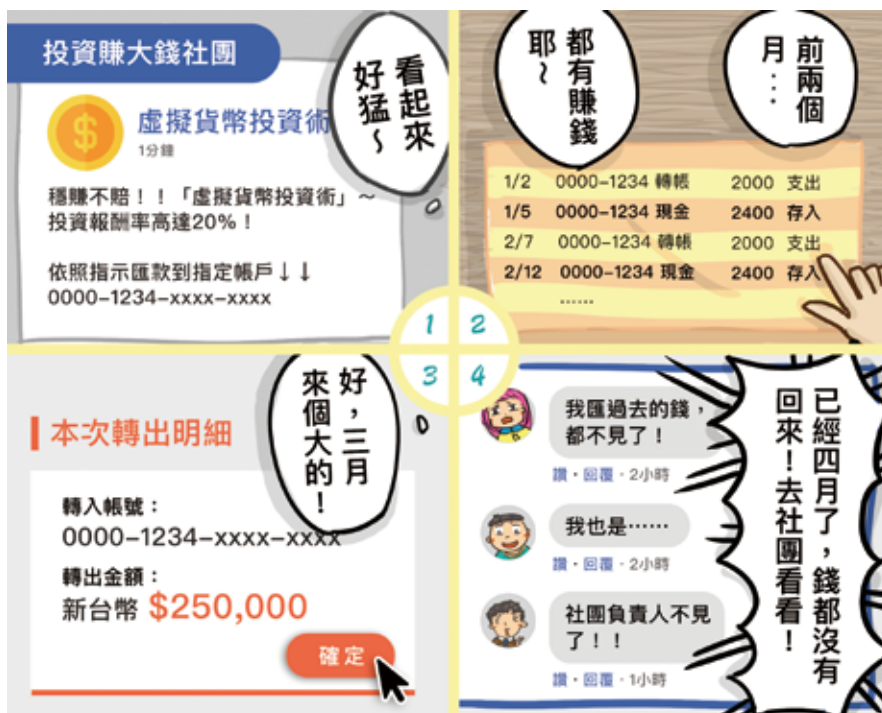 投資賺大錢社團
虛擬貨幣投資術
1分鐘
穩賺不賠！！「虛擬貨幣投資術」～
投資報酬率高達20%！
依照指示匯款到指定帳戶↓↓
0000-1234-xxxx-xxxx
看起來
好猛～
1
前兩個
月⋯
都有賺錢
耶～
1/2 0000-1234 轉帳 2000 支出
1/5 0000-1234 現金 2400 存入
2/7 0000-1234 轉帳 2000 支出
2/12 0000-1234 現金 2400 存入
……
2
好，三月
來個大的！
本次轉出明細
轉入帳號：
0000-1234-xxxx-xxxx
轉出金額：
新台幣 $250,000
確定
3
已經四月了，錢都沒有
回來！去社團看看！
我匯過去的錢，
都不見了！
讚・回覆・2小時
我也是……
讚・回覆・2小時
社團負責人不見
了！！
讚・回覆・1小時
4